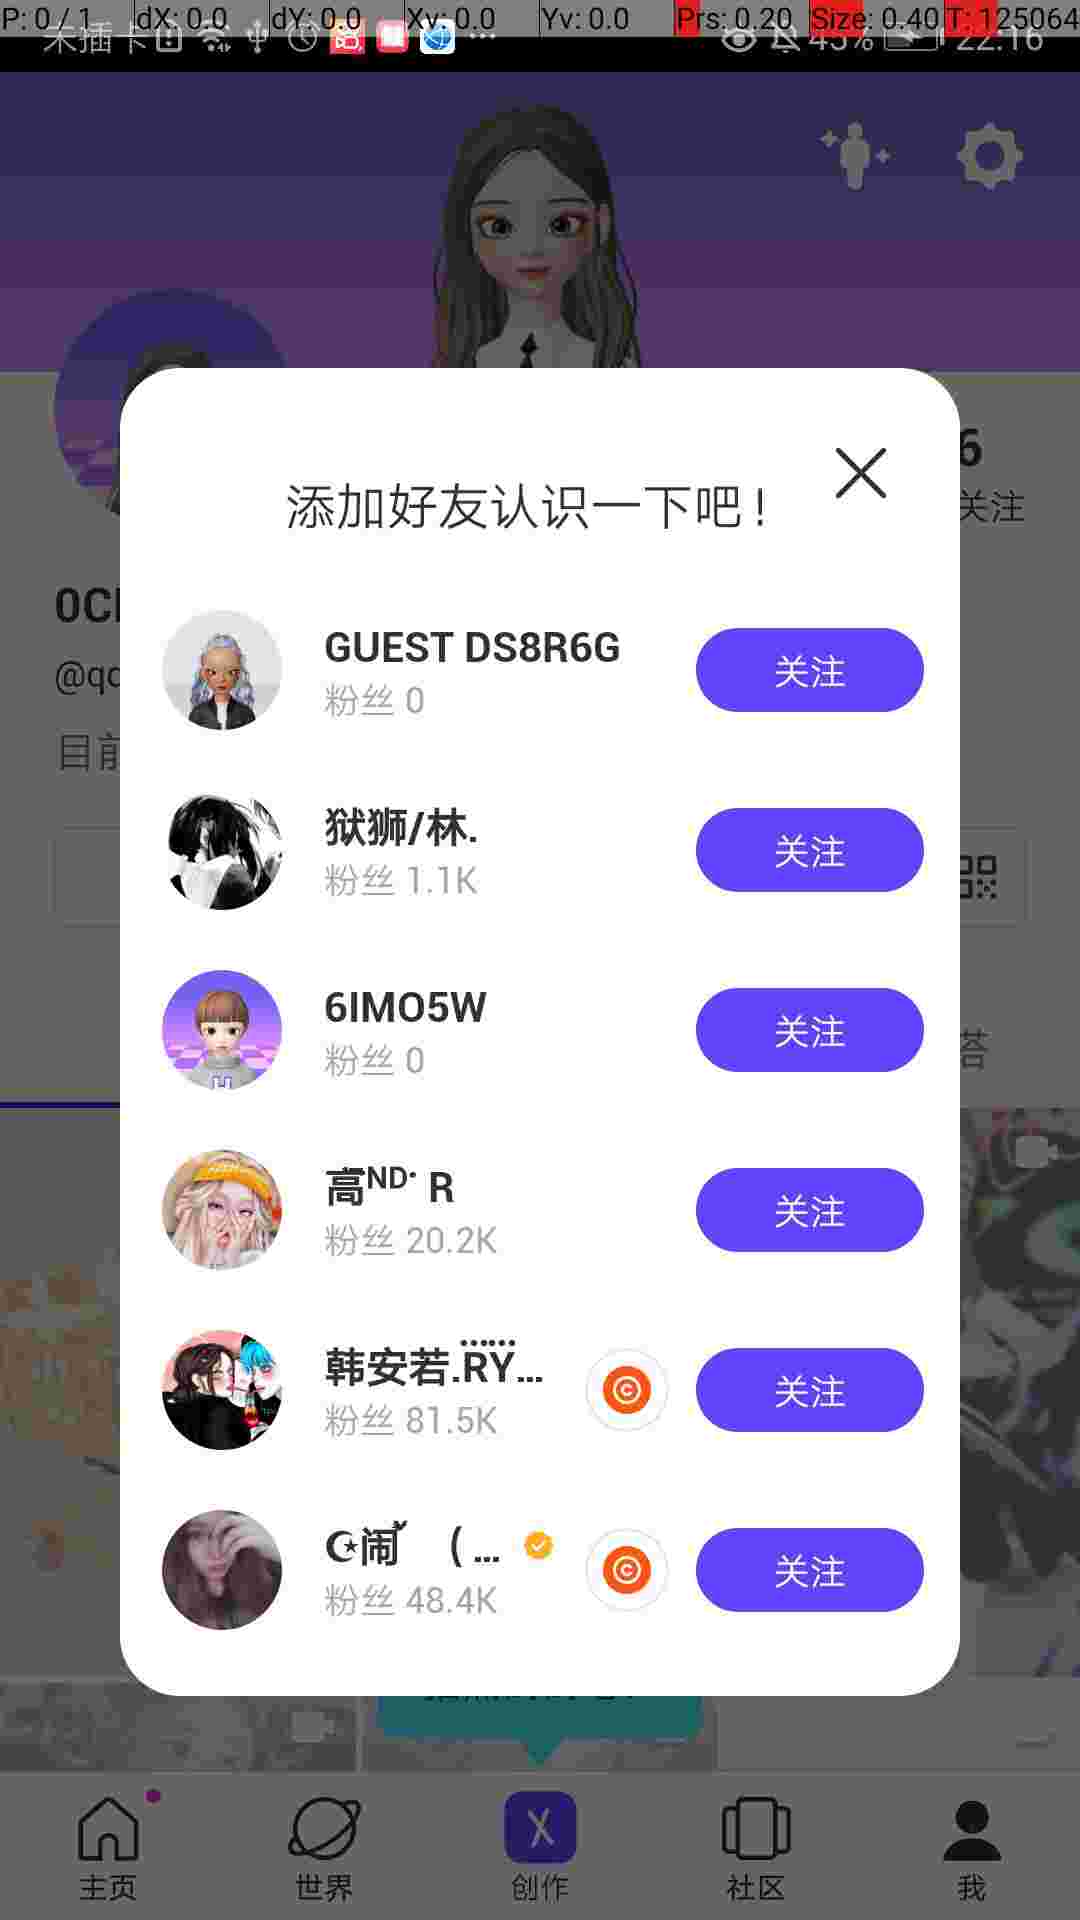 P: 0 / 1 dX: 0.0 dY: 0.0 Xv: 0.0 Yv: 0.0 Prs: 0.20 Size: 0.40 T: 125064
未插卡 45% 22:16
6
关注
添加好友认识一下吧!
GUEST DS8R6G
粉丝 0
关注
狱狮/林.
粉丝 1.1K
关注
6IMO5W
粉丝 0
关注
高ᴺᴰ· R
粉丝 20.2K
关注
韩安若.RY...
粉丝 81.5K
关注
☪闹 ( ...
粉丝 48.4K
关注
目前
答
主页 世界 创作 社区 我